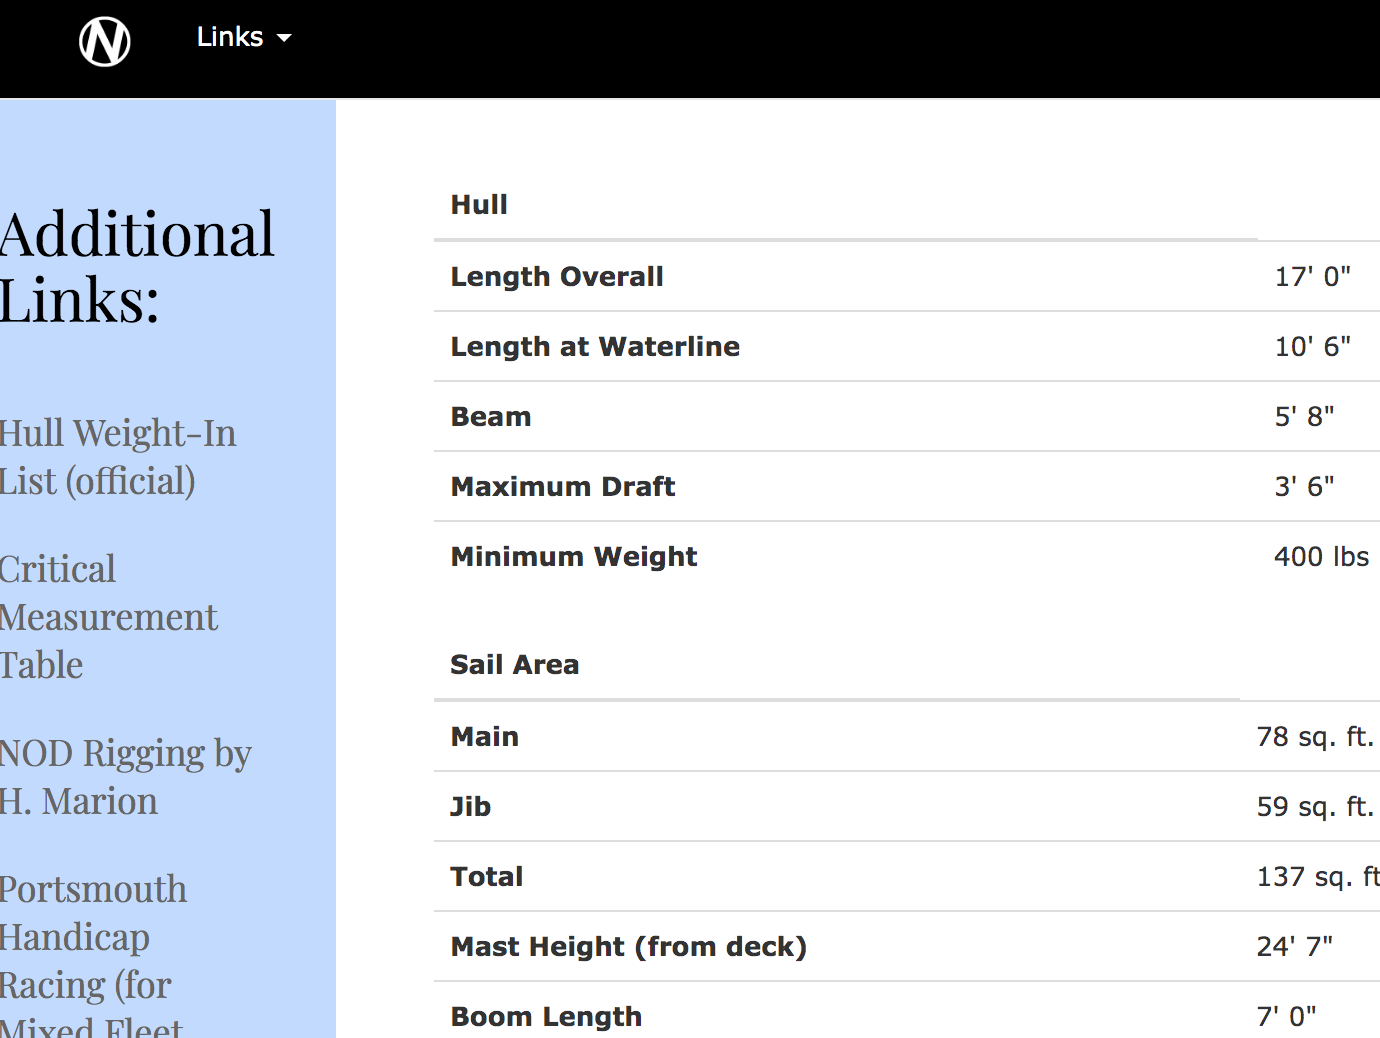 Links
Additional
Links:
Hull Weight-In
List (official)
Critical
Measurement
Table
NOD Rigging by
H. Marion
Portsmouth
Handicap
Racing (for
Mixed Fleet
Hull
Length Overall 17' 0"
Length at Waterline 10' 6"
Beam 5' 8"
Maximum Draft 3' 6"
Minimum Weight 400 lbs
Sail Area
Main 78 sq. ft.
Jib 59 sq. ft.
Total 137 sq. ft
Mast Height (from deck) 24' 7"
Boom Length 7' 0"